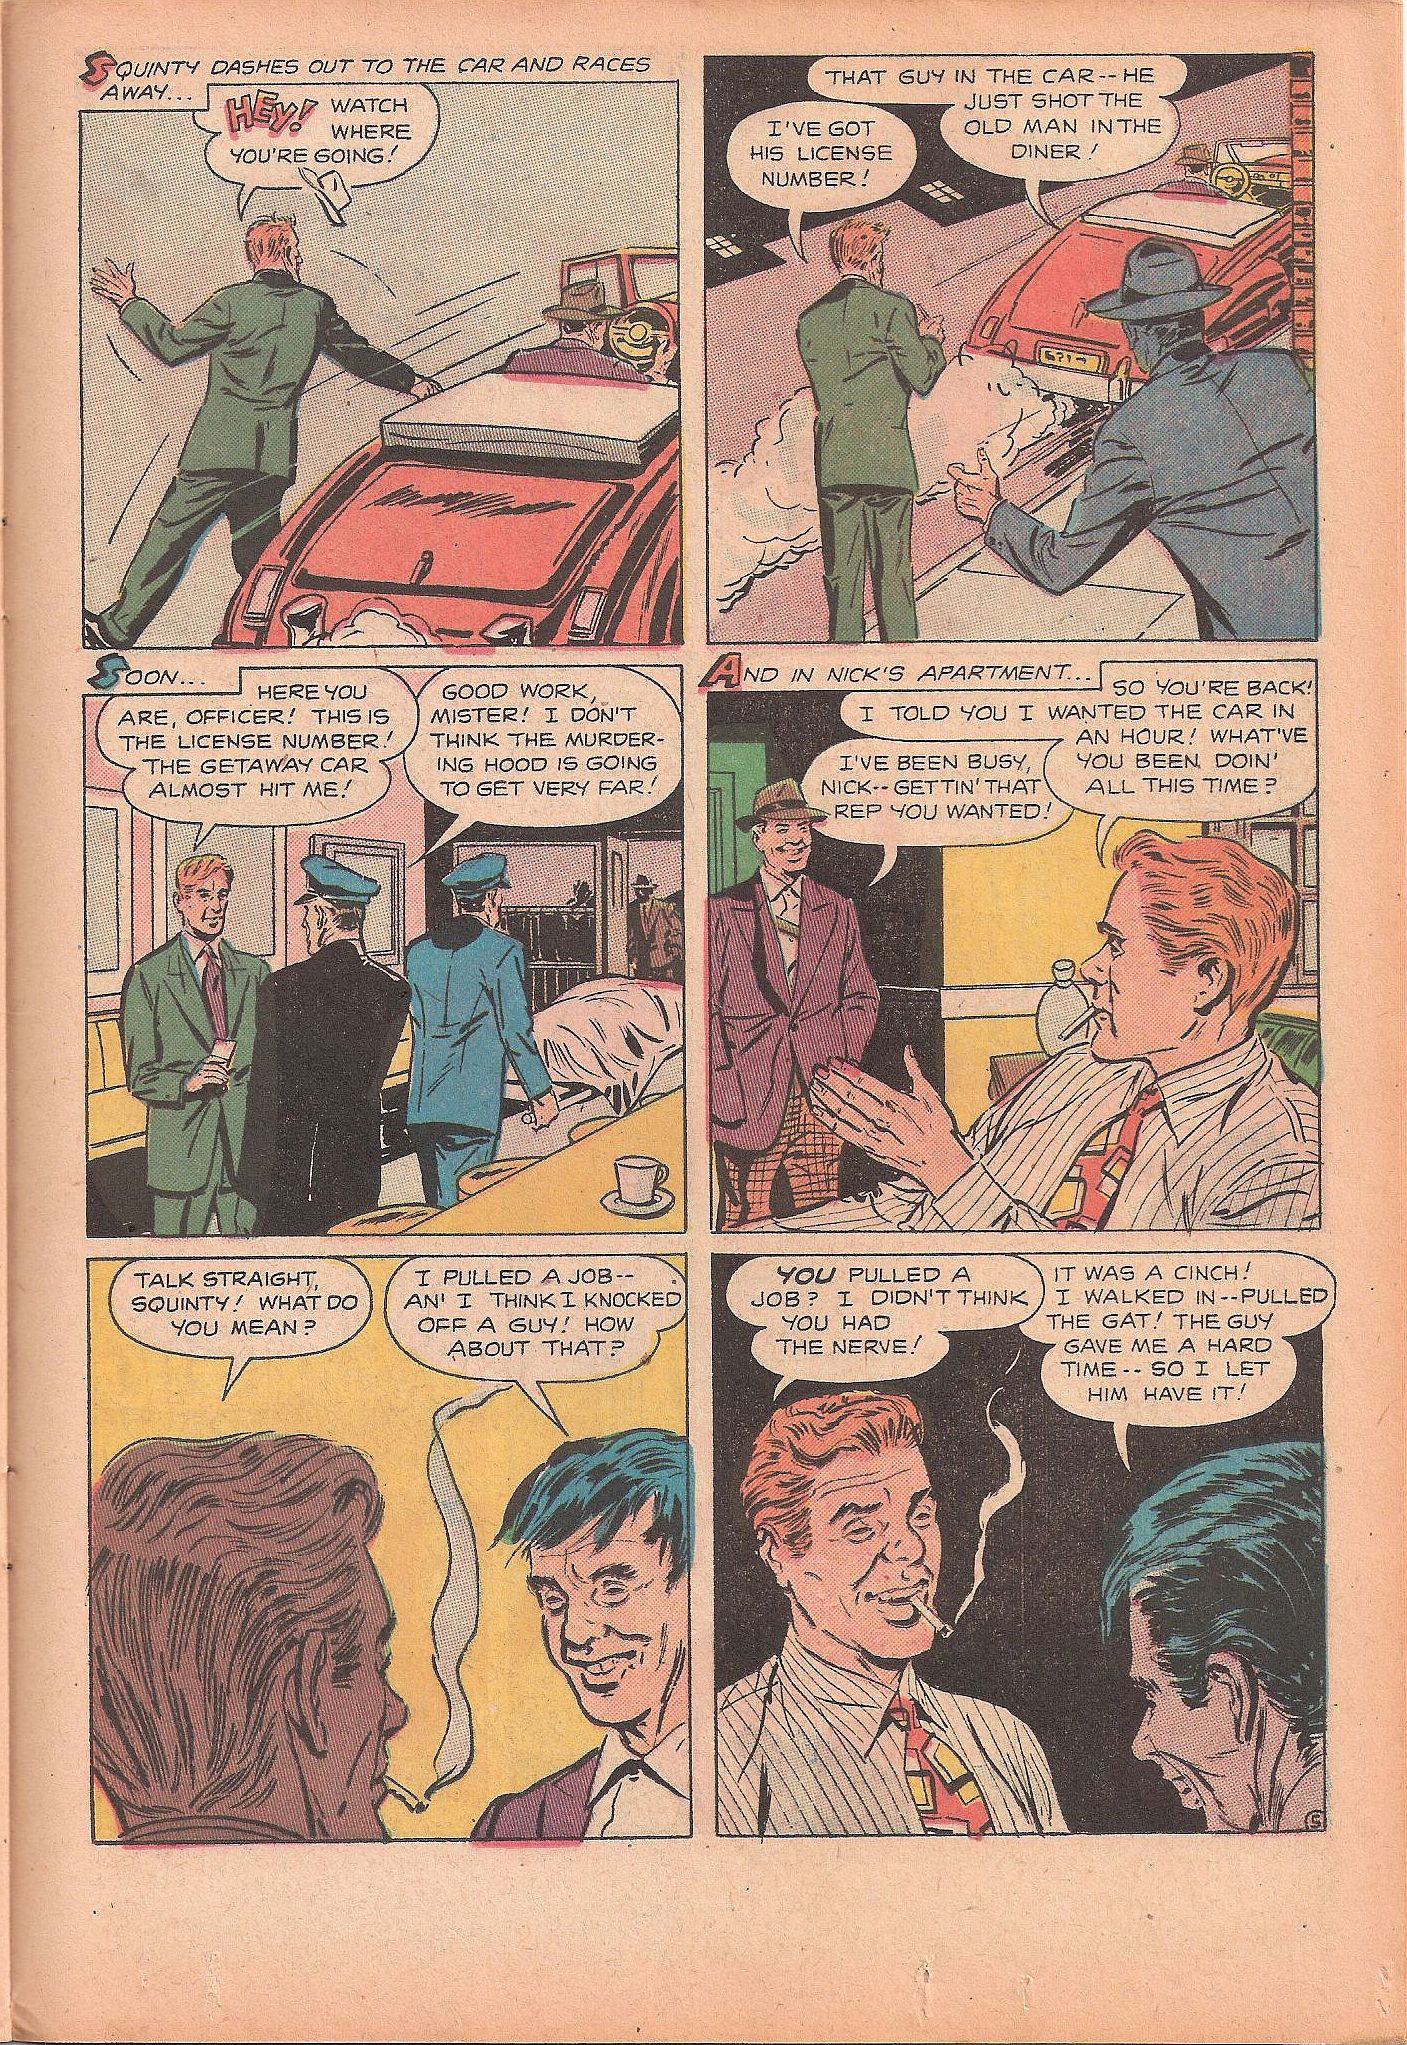 SQUINTY DASHES OUT TO THE CAR AND RACES
AWAY...
HEY! WATCH
WHERE
YOU'RE GOING!
THAT GUY IN THE CAR--HE
JUST SHOT THE
OLD MAN IN THE
DINER!
I'VE GOT
HIS LICENSE
NUMBER!
SOON...
HERE YOU
ARE, OFFICER! THIS IS
THE LICENSE NUMBER!
THE GETAWAY CAR
ALMOST HIT ME!
GOOD WORK,
MISTER! I DON'T
THINK THE MURDER-
ING HOOD IS GOING
TO GET VERY FAR!
AND IN NICK'S APARTMENT...
SO YOU'RE BACK!
I TOLD YOU I WANTED THE CAR IN
AN HOUR! WHAT'VE
YOU BEEN DOIN'
ALL THIS TIME?
I'VE BEEN BUSY,
NICK--GETTIN' THAT
REP YOU WANTED!
TALK STRAIGHT,
SQUINTY! WHAT DO
YOU MEAN?
I PULLED A JOB--
AN' I THINK I KNOCKED
OFF A GUY! HOW
ABOUT THAT?
YOU PULLED A
JOB? I DIDN'T THINK
YOU HAD
THE NERVE!
IT WAS A CINCH!
I WALKED IN--PULLED
THE GAT! THE GUY
GAVE ME A HARD
TIME--SO I LET
HIM HAVE IT!
5